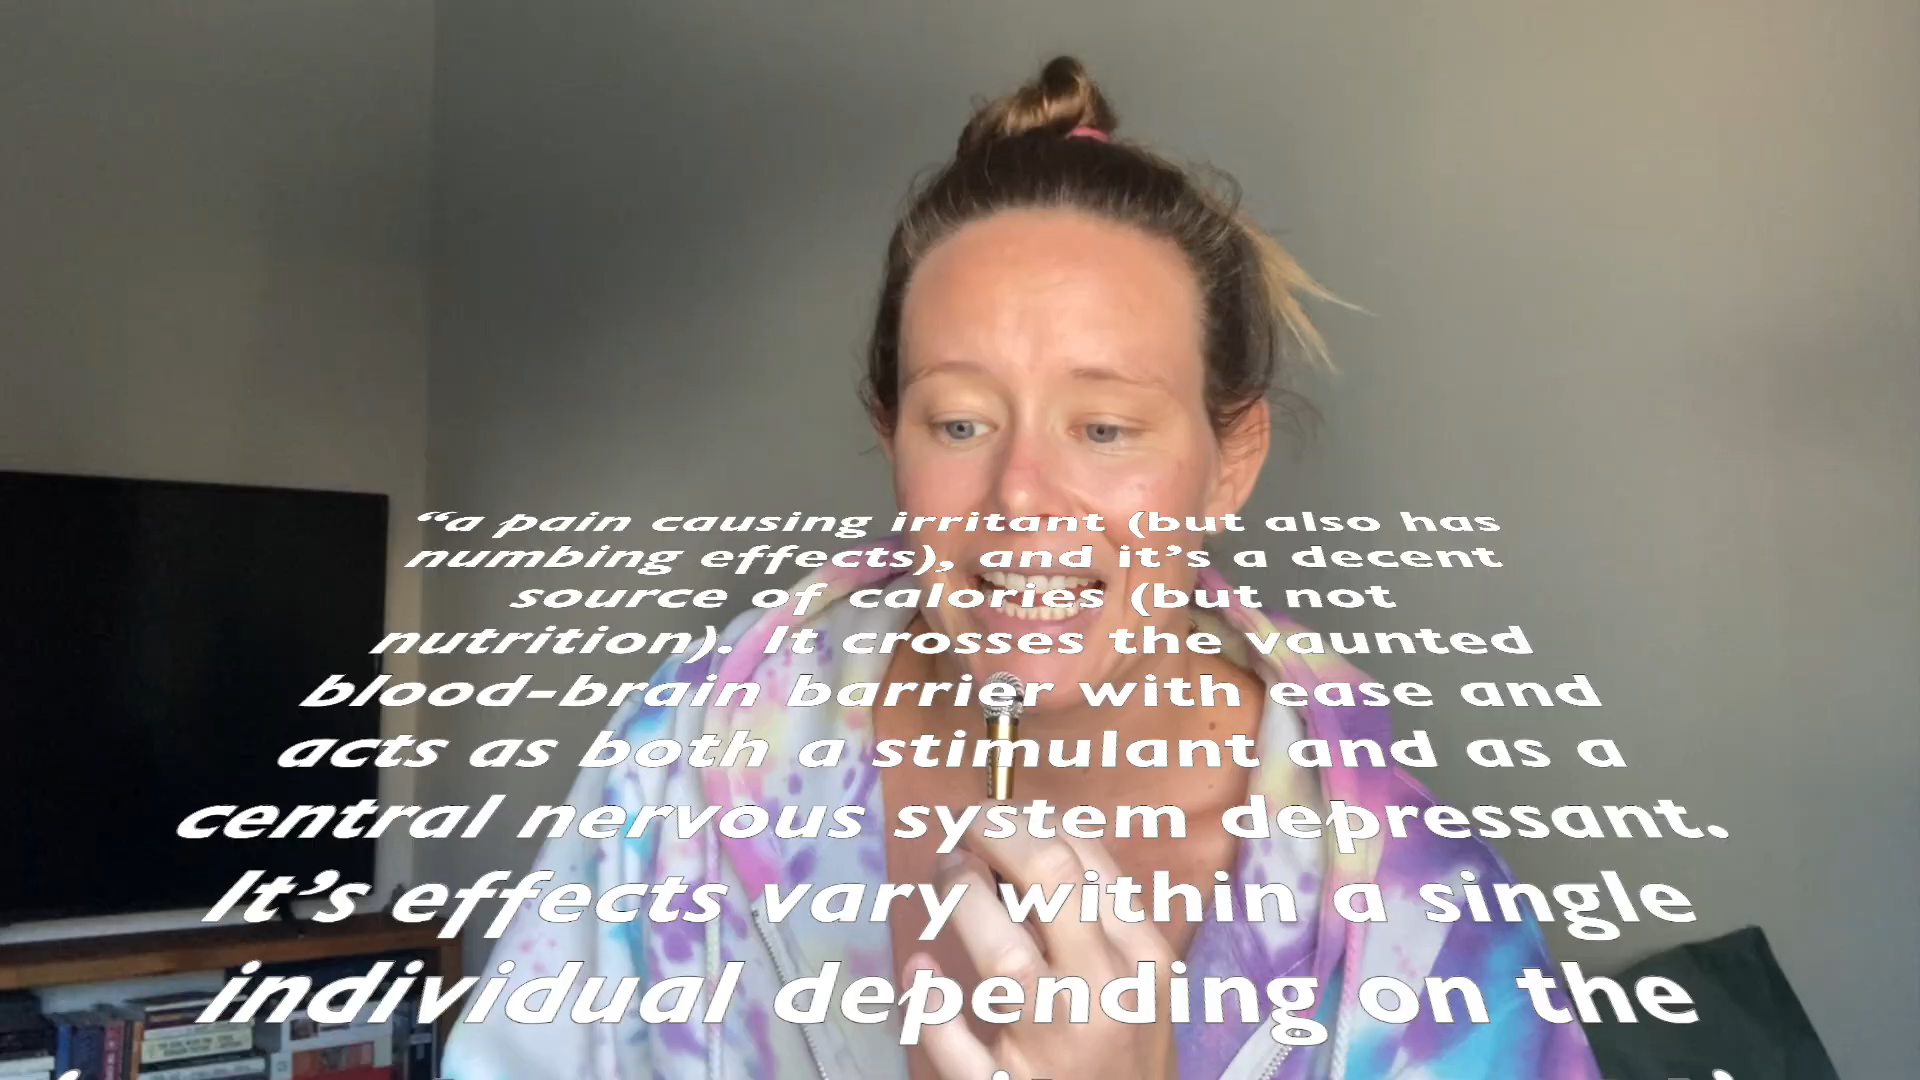 “a pain causing irritant (but also has
numbing effects), and it’s a decent
source of calories (but not
nutrition). It crosses the vaunted
blood-brain barrier with ease and
acts as both a stimulant and as a
central nervous system depressant.
It’s effects vary within a single
individual depending on the